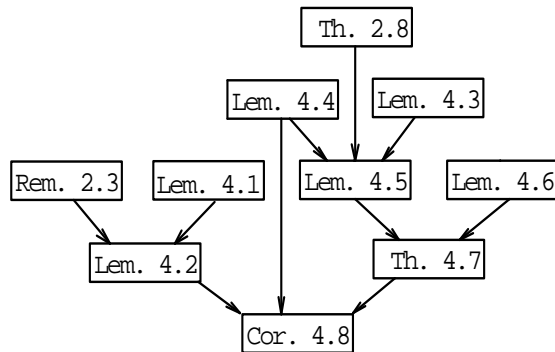 Th. 2.8
Lem. 4.4
Lem. 4.3
Rem. 2.3
Lem. 4.1
Lem. 4.5
Lem. 4.6
Lem. 4.2
Th. 4.7
Cor. 4.8